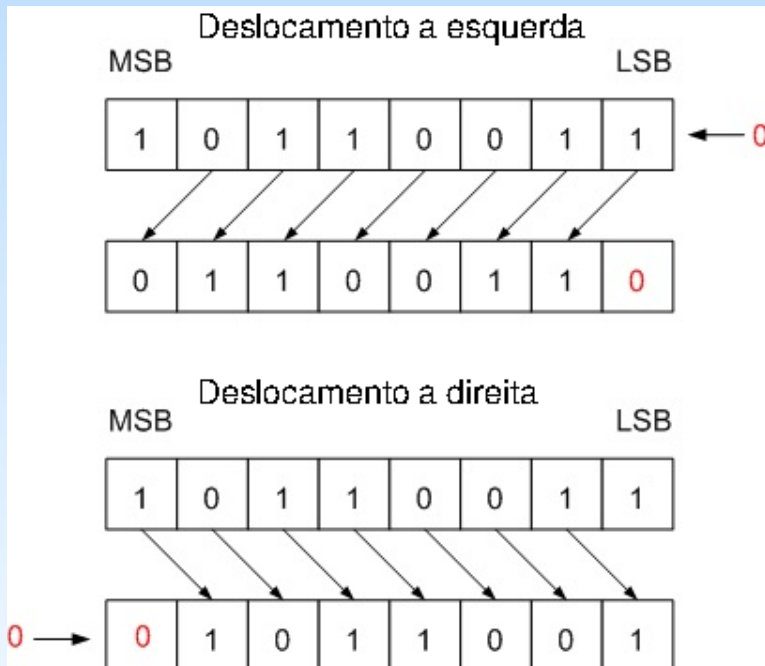 Deslocamento a esquerda
MSB LSB
1 0 1 1 0 0 1 1 0
0 1 1 0 0 1 1 0
Deslocamento a direita
MSB LSB
1 0 1 1 0 0 1 1
0 0 1 0 1 1 0 0 1